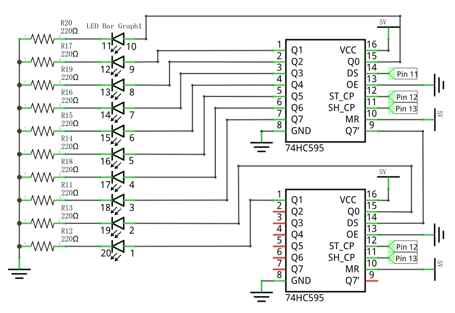 R20
220Ω
LED Bar Graph1
11
10
R17
220Ω
12
9
R19
220Ω
13
8
R16
220Ω
14
7
R15
220Ω
15
6
R14
220Ω
16
5
R18
220Ω
17
4
R11
220Ω
18
3
R13
220Ω
19
2
R12
220Ω
20
1
5V
1 Q1 VCC 16
2 Q2 Q0 15
3 Q3 DS 14 Pin 11
4 Q4 OE 13
5 Q5 ST_CP 12 Pin 12
6 Q6 SH_CP 11 Pin 13
7 Q7 MR 10 5V
8 GND Q7' 9
74HC595
5V
1 Q1 VCC 16
2 Q2 Q0 15
3 Q3 DS 14
4 Q4 OE 13
5 Q5 ST_CP 12 Pin 12
6 Q6 SH_CP 11 Pin 13
7 Q7 MR 10 5V
8 GND Q7' 9
74HC595